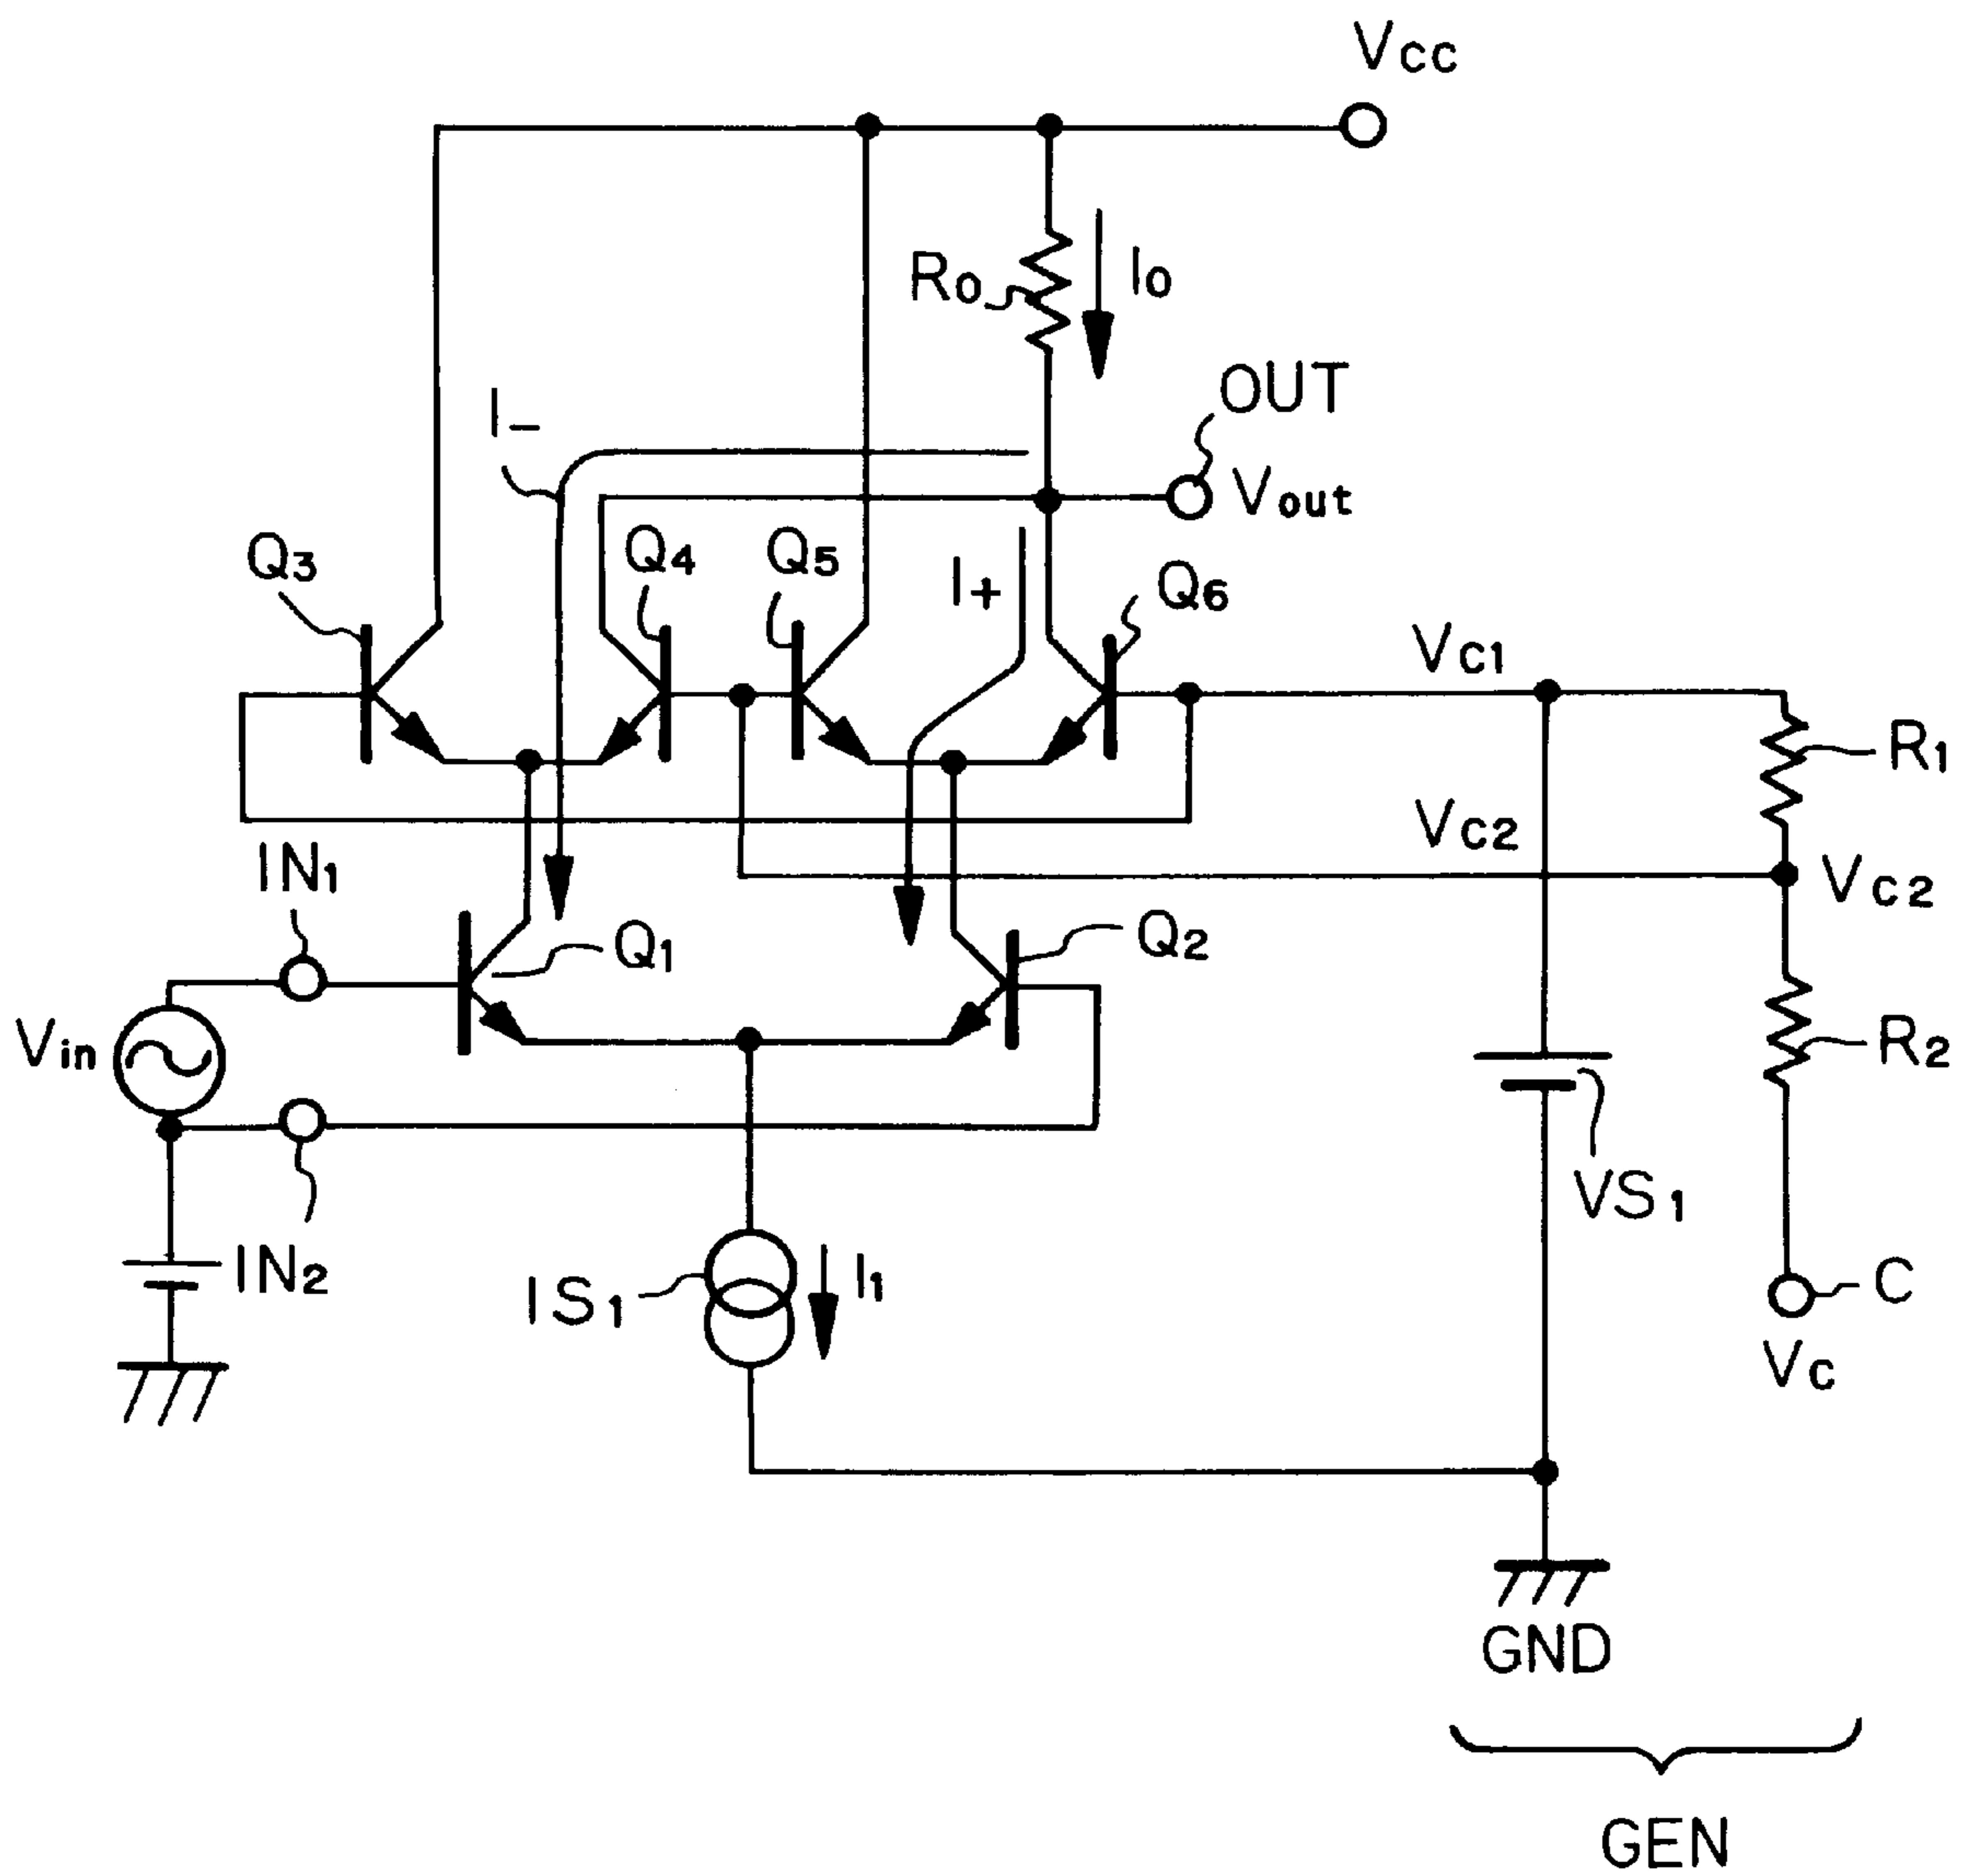 Vcc
Ro
Io
OUT
I−
Vout
Q3
Q4
Q5
I+
Q6
Vc1
R1
Vc2
IN1
Vc2
Q1
Q2
Vin
R2
VS1
IN2
IS1
I1
C
Vc
GND
GEN